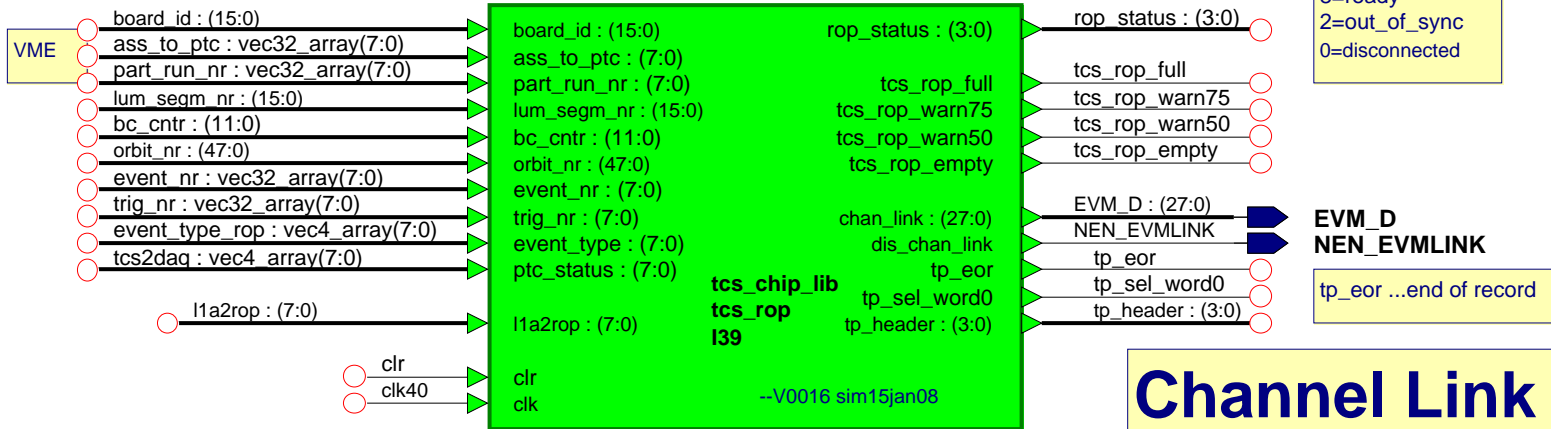 VME
board_id : (15:0)
ass_to_ptc : vec32_array(7:0)
part_run_nr : vec32_array(7:0)
lum_segm_nr : (15:0)
bc_cntr : (11:0)
orbit_nr : (47:0)
event_nr : vec32_array(7:0)
trig_nr : vec32_array(7:0)
event_type_rop : vec4_array(7:0)
tcs2daq : vec4_array(7:0)
l1a2rop : (7:0)
clr
clk40
board_id : (15:0)
ass_to_ptc : (7:0)
part_run_nr : (7:0)
lum_segm_nr : (15:0)
bc_cntr : (11:0)
orbit_nr : (47:0)
event_nr : (7:0)
trig_nr : (7:0)
event_type : (7:0)
ptc_status : (7:0)
l1a2rop : (7:0)
clr
clk
tcs_chip_lib
tcs_rop
I39
--V0016 sim15jan08
rop_status : (3:0)
tcs_rop_full
tcs_rop_warn75
tcs_rop_warn50
tcs_rop_empty
chan_link : (27:0)
dis_chan_link
tp_eor
tp_sel_word0
tp_header : (3:0)
rop_status : (3:0)
tcs_rop_full
tcs_rop_warn75
tcs_rop_warn50
tcs_rop_empty
EVM_D : (27:0)
NEN_EVMLINK
tp_eor
tp_sel_word0
tp_header : (3:0)
2=out_of_sync
0=disconnected
EVM_D
NEN_EVMLINK
tp_eor ...end of record
Channel Link